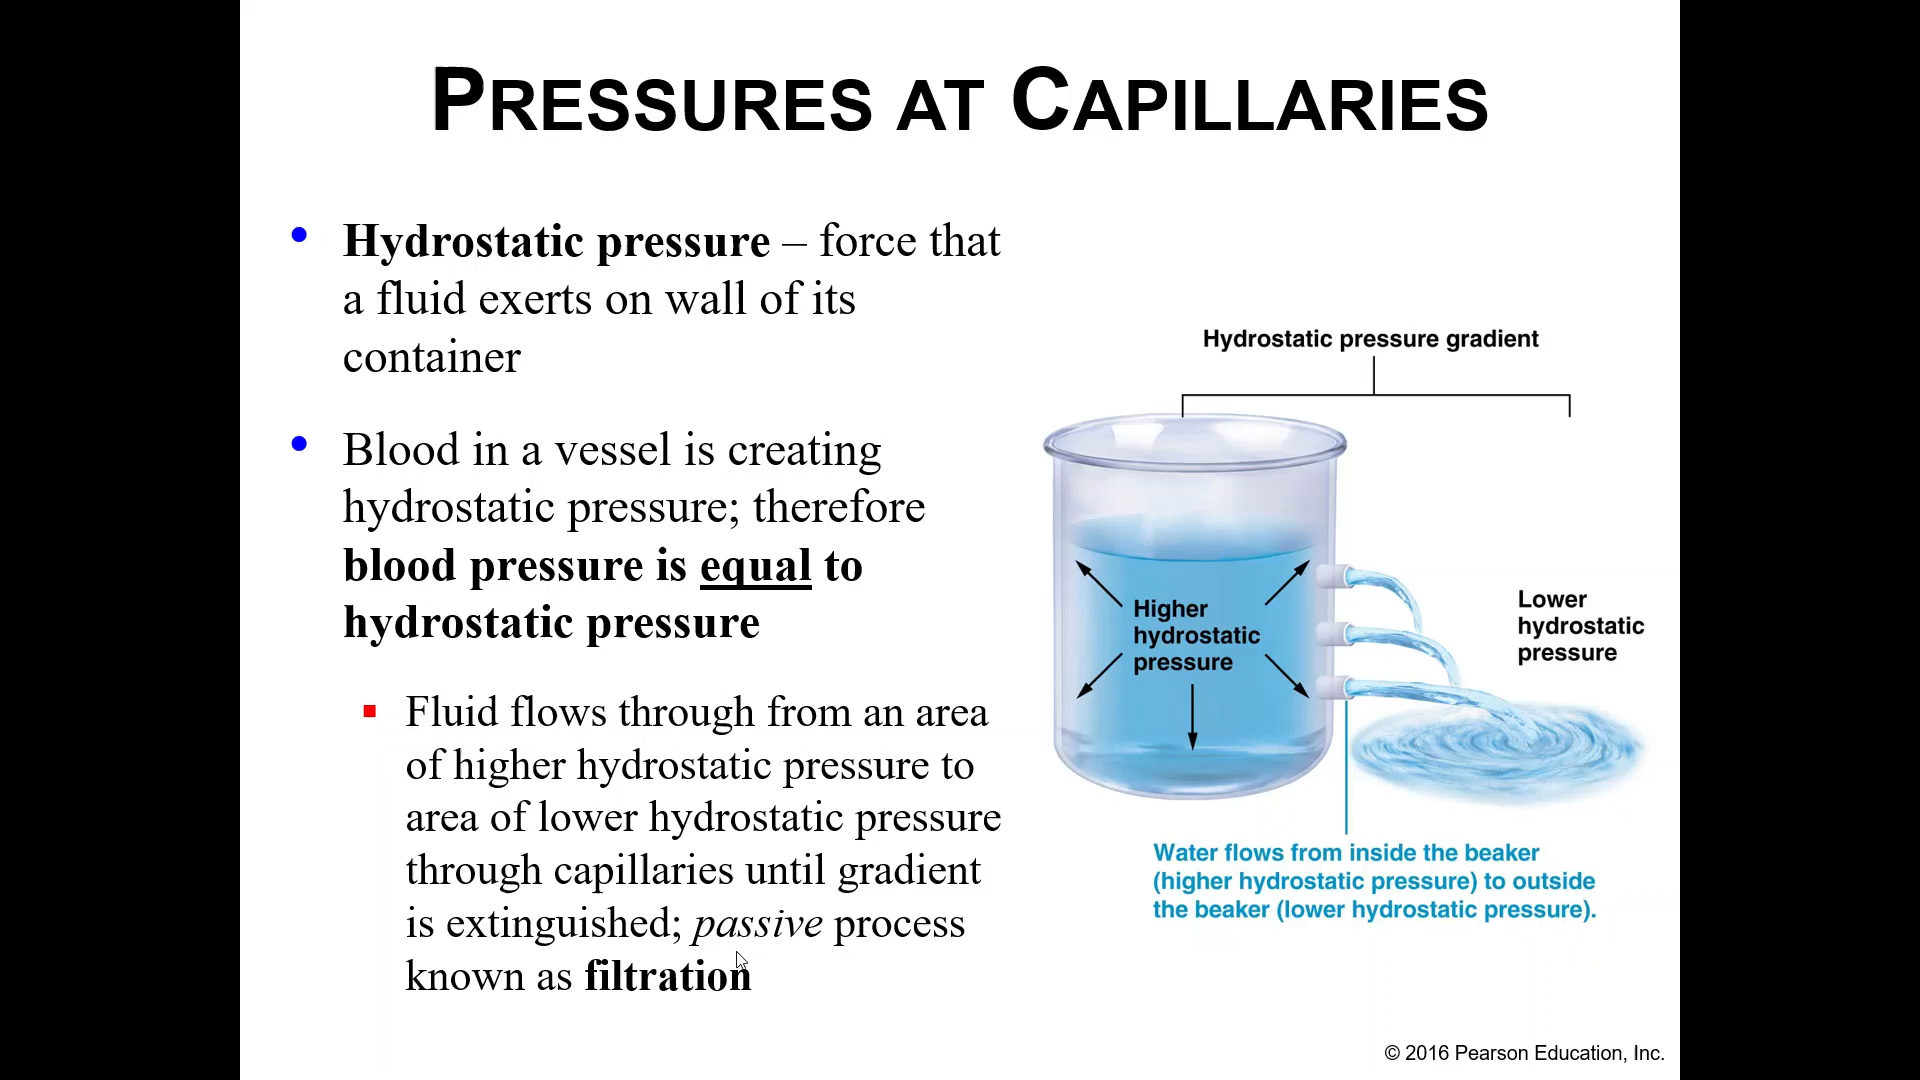 PRESSURES AT CAPILLARIES
Hydrostatic pressure – force that
a fluid exerts on wall of its
container
Blood in a vessel is creating
hydrostatic pressure; therefore
blood pressure is equal to
hydrostatic pressure
Fluid flows through from an area
of higher hydrostatic pressure to
area of lower hydrostatic pressure
through capillaries until gradient
is extinguished; passive process
known as filtration
Hydrostatic pressure gradient
Higher
hydrostatic
pressure
Lower
hydrostatic
pressure
Water flows from inside the beaker
(higher hydrostatic pressure) to outside
the beaker (lower hydrostatic pressure).
© 2016 Pearson Education, Inc.